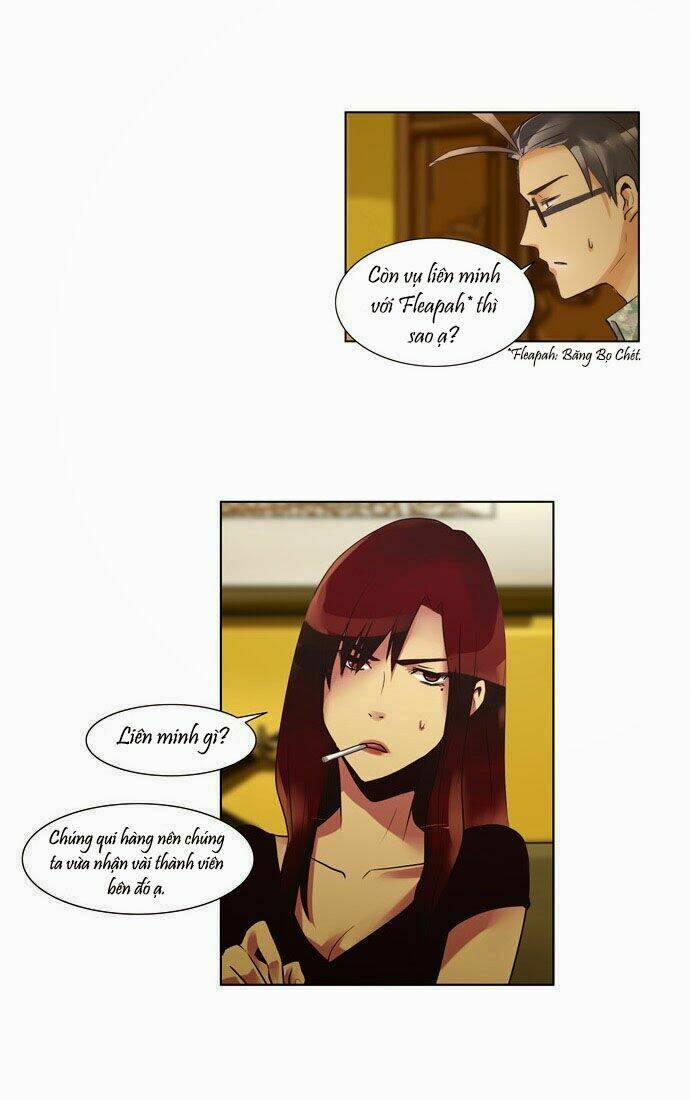 Còn vụ liên minh
với Fleapah* thì
sao ạ?
*Fleapah: Băng Bọ Chét.
Liên minh gì?
Chúng qui hàng nên chúng
ta vừa nhận vài thành viên
bên đó ạ.